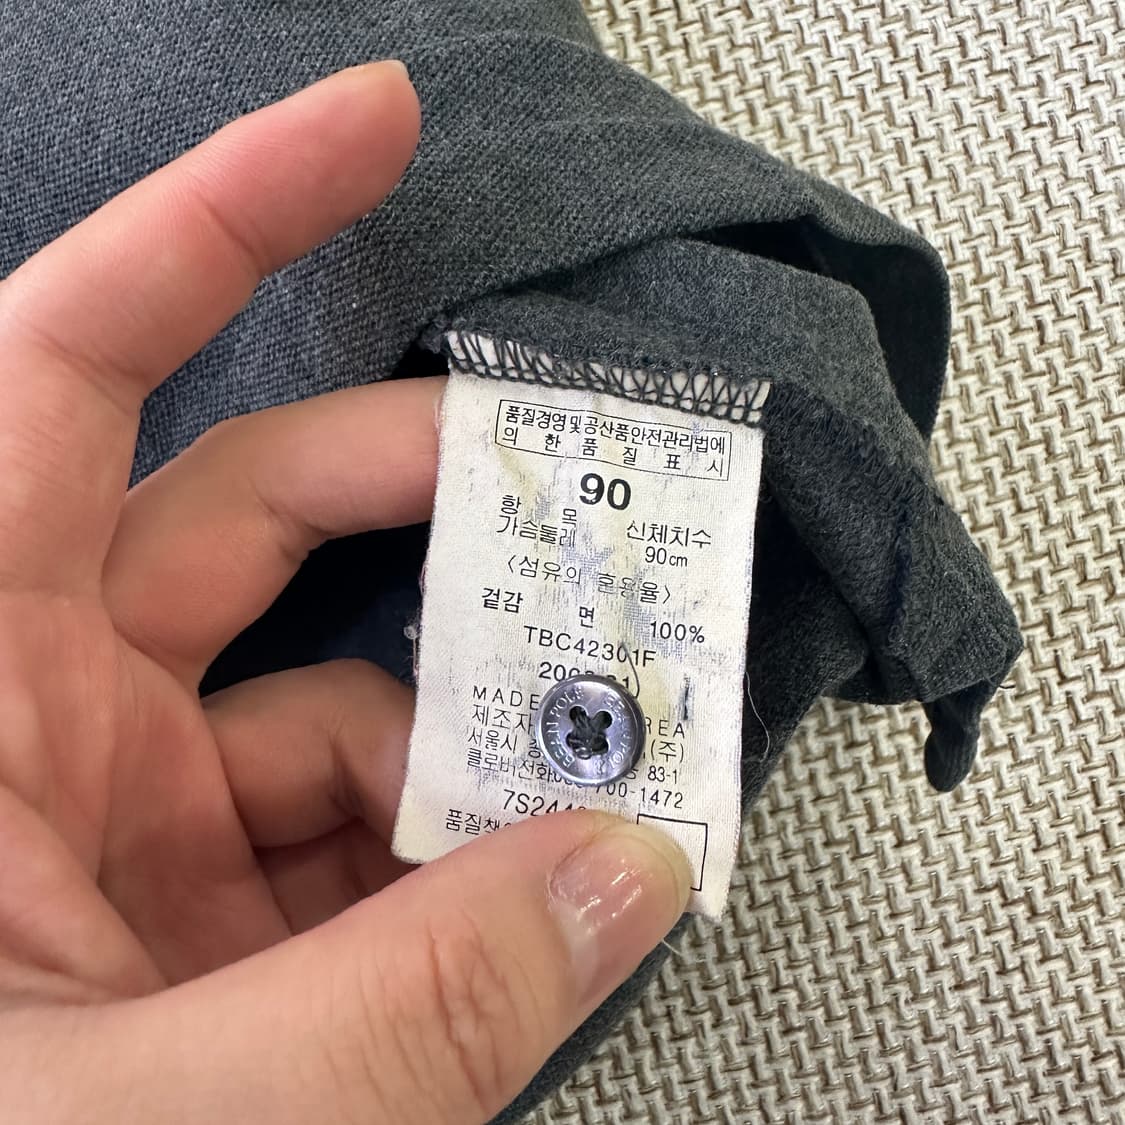 품질경영및공산품안전관리법에
의 한 품 질 표 시
90
항 목 신체치수
가슴둘레 90cm
〈섬유의 혼용율〉
겉감 면 100%
TBC42301F
MADE
제조자 (주)
서울시 83-1
클로버전화 700-1472
BEEN POLE